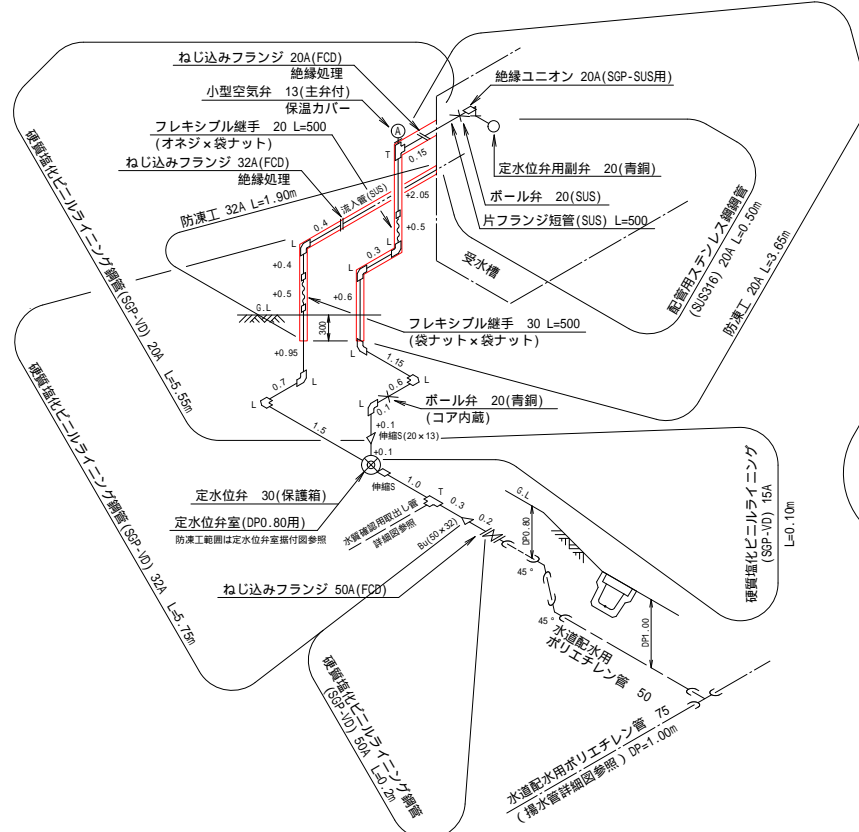 ねじ込みフランジ 20A(FCD)
絶縁処理
小型空気弁 13(主弁付)
保温カバー
フレキシブル継手 20 L=500
(オネジ×袋ナット)
ねじ込みフランジ 32A(FCD)
絶縁処理
防凍工 32A L=1.90m
硬質塩化ビニルライニング鋼管(SGP-VD) 20A L=5.55m
絶縁ユニオン 20A(SGP-SUS用)
定水位弁用副弁 20(青銅)
ボール弁 20(SUS)
片フランジ短管(SUS) L=500
配管用ステンレス鋼鋼管
(SUS316) 20A L=0.50m
防凍工 20A L=3.65m
受水槽
A
T
0.15
+2.05
+0.5
流入管(SUS)
0.4
L
L
0.3
L
+0.4
+0.5
+0.6
G.L
300
+0.95
フレキシブル継手 30 L=500
(袋ナット×袋ナット)
L
1.15
0.7
L
L
0.6
L
L
0.1
ボール弁 20(青銅)
(コア内蔵)
+0.1
伸縮S(20×13)
+0.1
1.5
硬質塩化ビニルライニング鋼管(SGP-VD) 32A L=5.75m
定水位弁 30(保護箱)
定水位弁室(DP0.80用)
防凍工範囲は定水位弁室据付図参照
伸縮S
1.0
T
0.3
水質確認用取出し管
詳細図参照
Bu(50×32)
0.2
ねじ込みフランジ 50A(FCD)
G.L
DP0.80
45°
45°
DP1.00
硬質塩化ビニルライニング
(SGP-VD) 15A
L=0.10m
水道配水用
ポリエチレン管 50
硬質塩化ビニルライニング鋼管
(SGP-VD) 50A L=0.2m
水道配水用ポリエチレン管 75
(揚水管詳細図参照) DP=1.00m